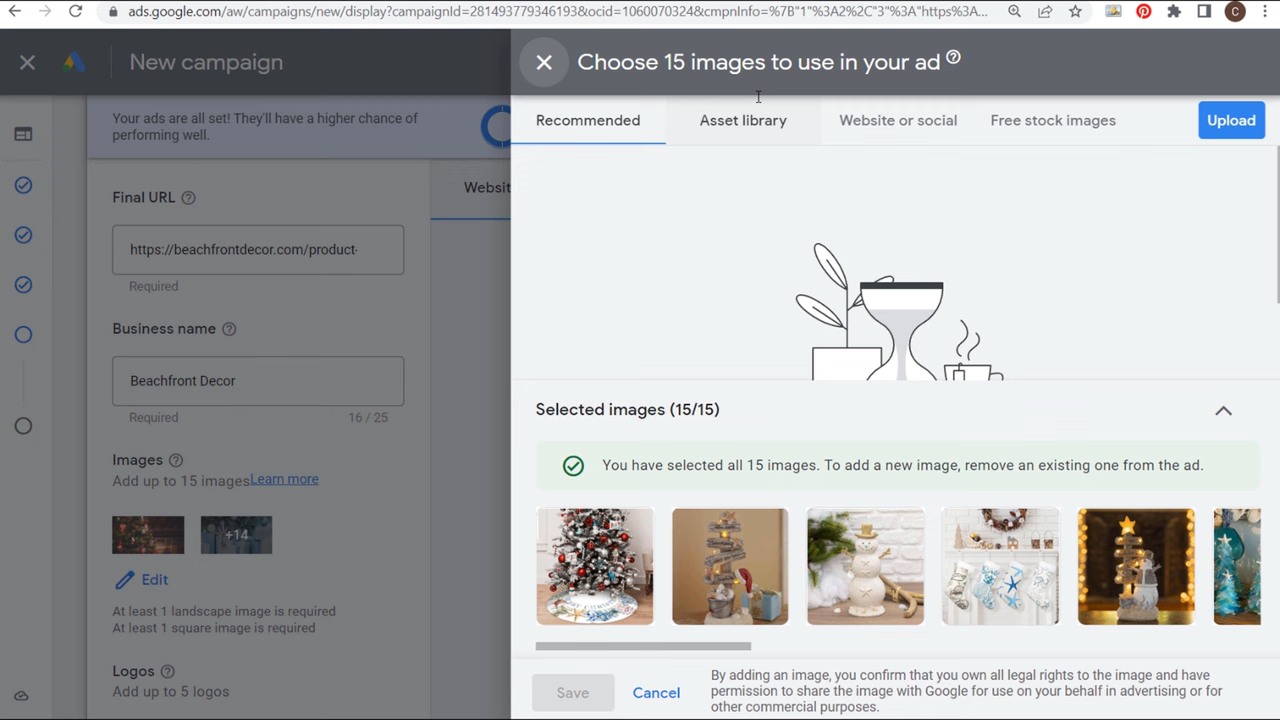 ads.google.com/aw/campaigns/new/display?campaignId=281493779346193&ocid=1060070324&cmpnInfo=%7B"1"%3A2%2C"3"%3A"https%3A...
C
New campaign
Choose 15 images to use in your ad
Your ads are all set! They'll have a higher chance of
performing well.
Recommended
Asset library
Website or social
Free stock images
Upload
Final URL
Websit
https://beachfrontdecor.com/product-
Required
Business name
Beachfront Decor
Required
16 / 25
Selected images (15/15)
You have selected all 15 images. To add a new image, remove an existing one from the ad.
Images
Add up to 15 images Learn more
+14
Edit
At least 1 landscape image is required
At least 1 square image is required
Logos
Add up to 5 logos
Save
Cancel
By adding an image, you confirm that you own all legal rights to the image and have
permission to share the image with Google for use on your behalf in advertising or for
other commercial purposes.